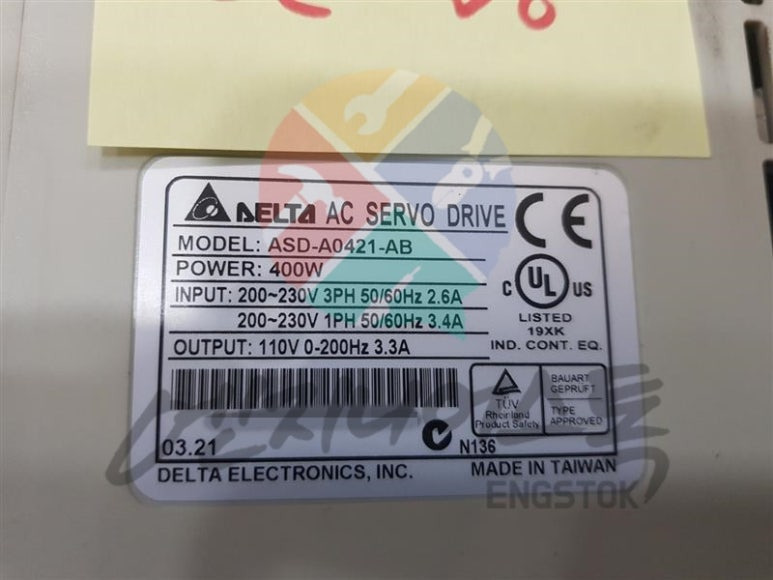 DELTA AC SERVO DRIVE
MODEL: ASD-A0421-AB
POWER: 400W
INPUT: 200~230V 3PH 50/60Hz 2.6A
200~230V 1PH 50/60Hz 3.4A
OUTPUT: 110V 0-200Hz 3.3A
CE
C UL US
LISTED
19XK
IND. CONT. EQ.
TÜV
Rheinland
Product Safety
BAUART
GEPRÜFT
TYPE
APPROVED
03.21
N136
DELTA ELECTRONICS, INC.
MADE IN TAIWAN
ENGSTOK